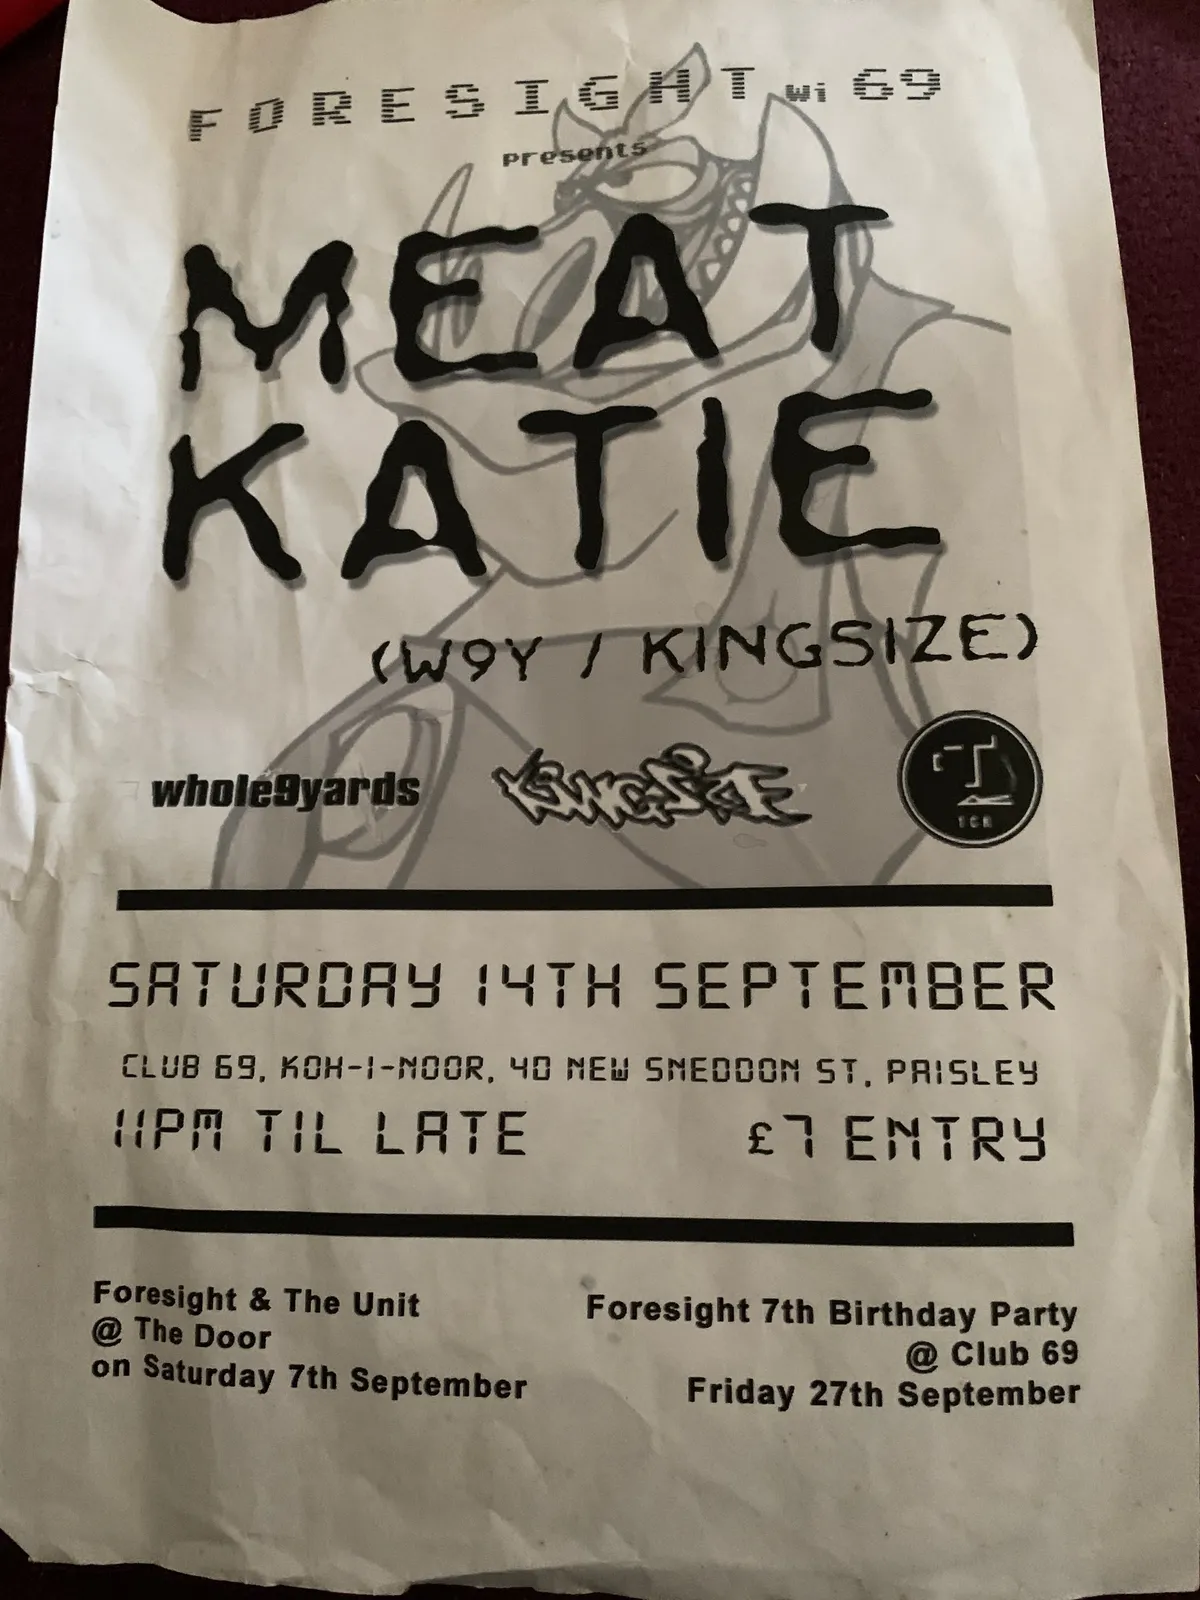 FORESIGHT wi 69
presents
MEAT
KATIE
(W9Y / KINGSIZE)
whole9yards
KiNGSiZE
TCR
SATURDAY 14TH SEPTEMBER
CLUB 69, KOH-I-NOOR, 40 NEW SNEDDON ST, PAISLEY
11PM TIL LATE £7 ENTRY
Foresight & The Unit
@ The Door
on Saturday 7th September
Foresight 7th Birthday Party
@ Club 69
Friday 27th September